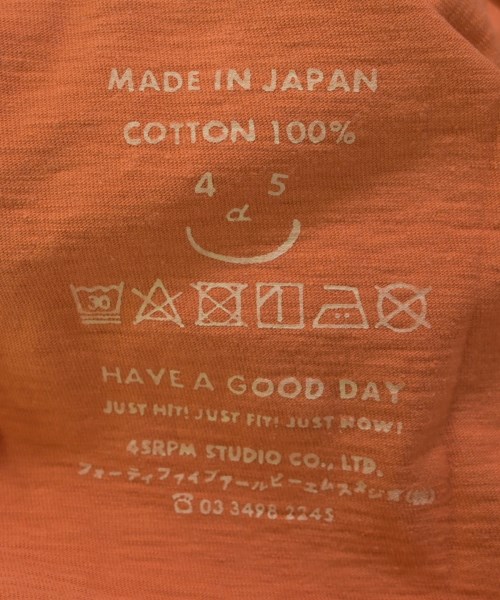 MADE IN JAPAN
COTTON 100%
4 5
d
30
HAVE A GOOD DAY
JUST HIT! JUST FIT! JUST NOW!
45RPM STUDIO CO., LTD.
フォーティファイブアールピーエムスタジオ(株)
☎ 03 3498 2245